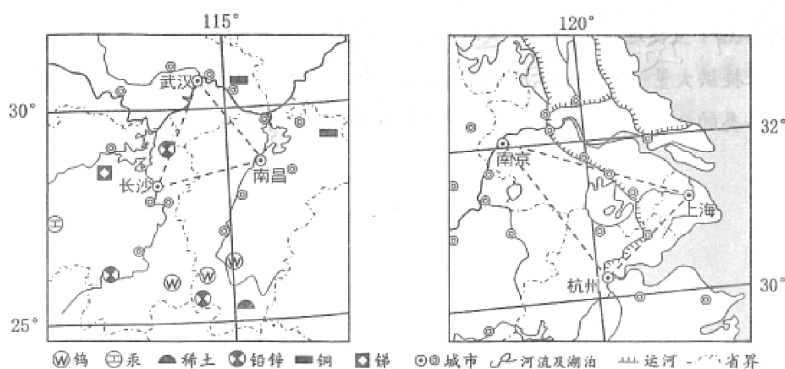 115°
120°
武汉
30°
32°
南京
长沙
南昌
上海
杭州
30°
25°
W 钨 汞 稀土 铅锌 铜 锑 城市 河流及湖泊 运河 省界